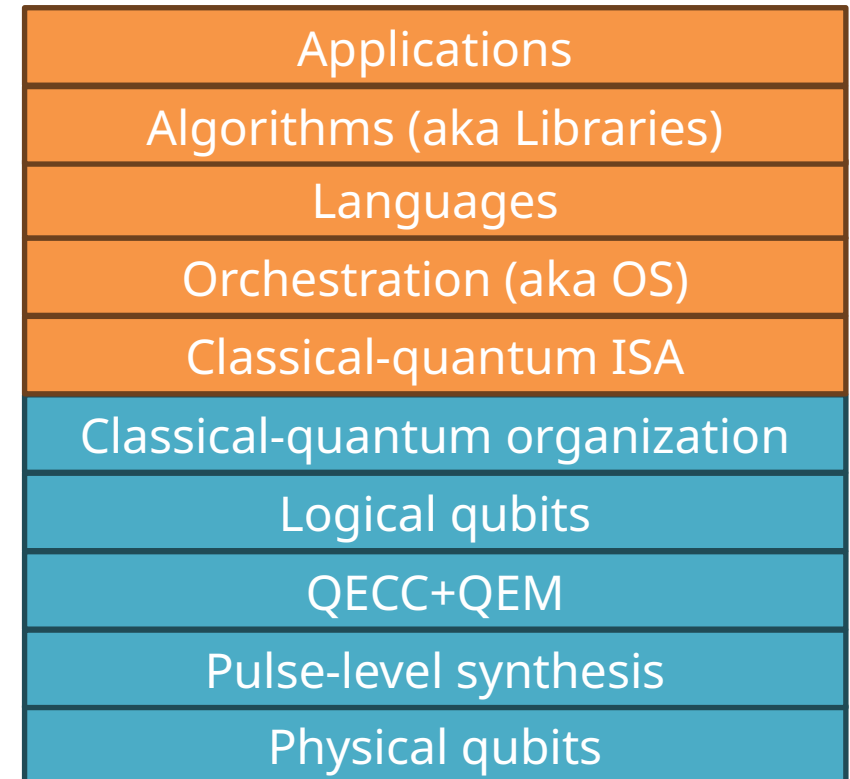 Applications
Algorithms (aka Libraries)
Languages
Orchestration (aka OS)
Classical-quantum ISA
Classical-quantum organization
Logical qubits
QECC+QEM
Pulse-level synthesis
Physical qubits